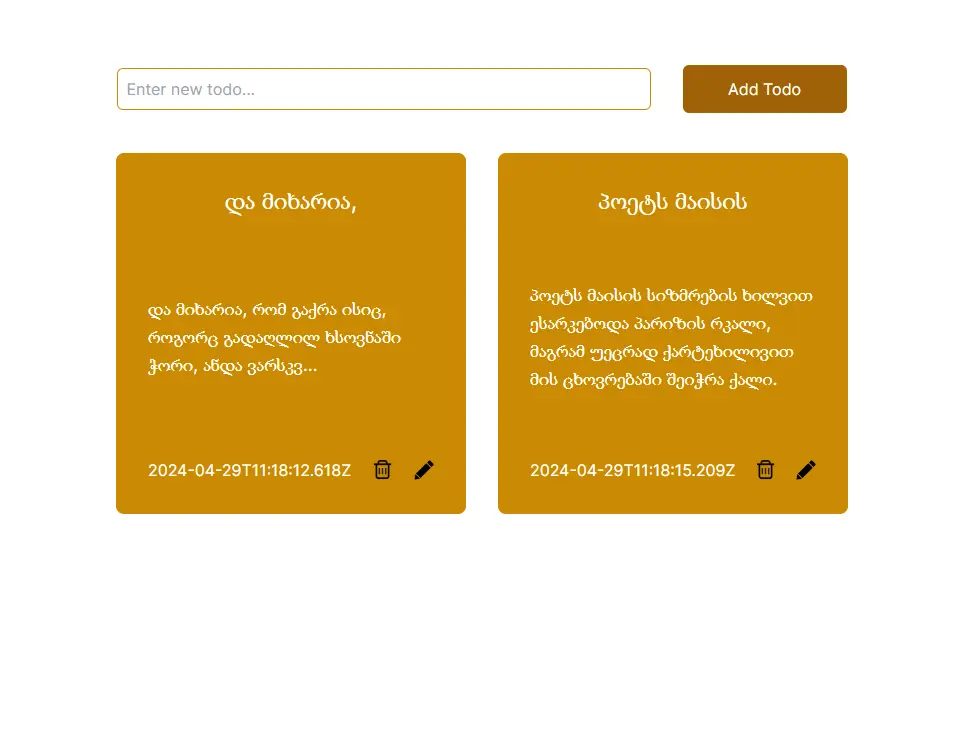 Enter new todo...
Add Todo
და მიხარია,
პოეტს მაისის
და მიხარია, რომ გაქრა ისიც,
როგორც გადაღლილ ხსოვნაში
ჭორი, ანდა ვარსკვ...
პოეტს მაისის სიზმრების ხილვით
ესარკებოდა პარიზის რკალი,
მაგრამ უეცრად ქარტეხილივით
მის ცხოვრებაში შეიჭრა ქალი.
2024-04-29T11:18:12.618Z
2024-04-29T11:18:15.209Z